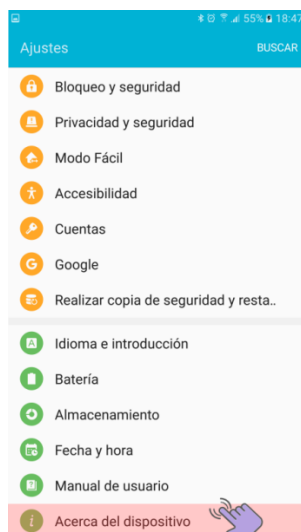 55% 18:47
Ajustes BUSCAR
Bloqueo y seguridad
Privacidad y seguridad
Modo Fácil
Accesibilidad
Cuentas
G Google
Realizar copia de seguridad y resta..
A Idioma e introducción
Batería
Almacenamiento
Fecha y hora
? Manual de usuario
i Acerca del dispositivo